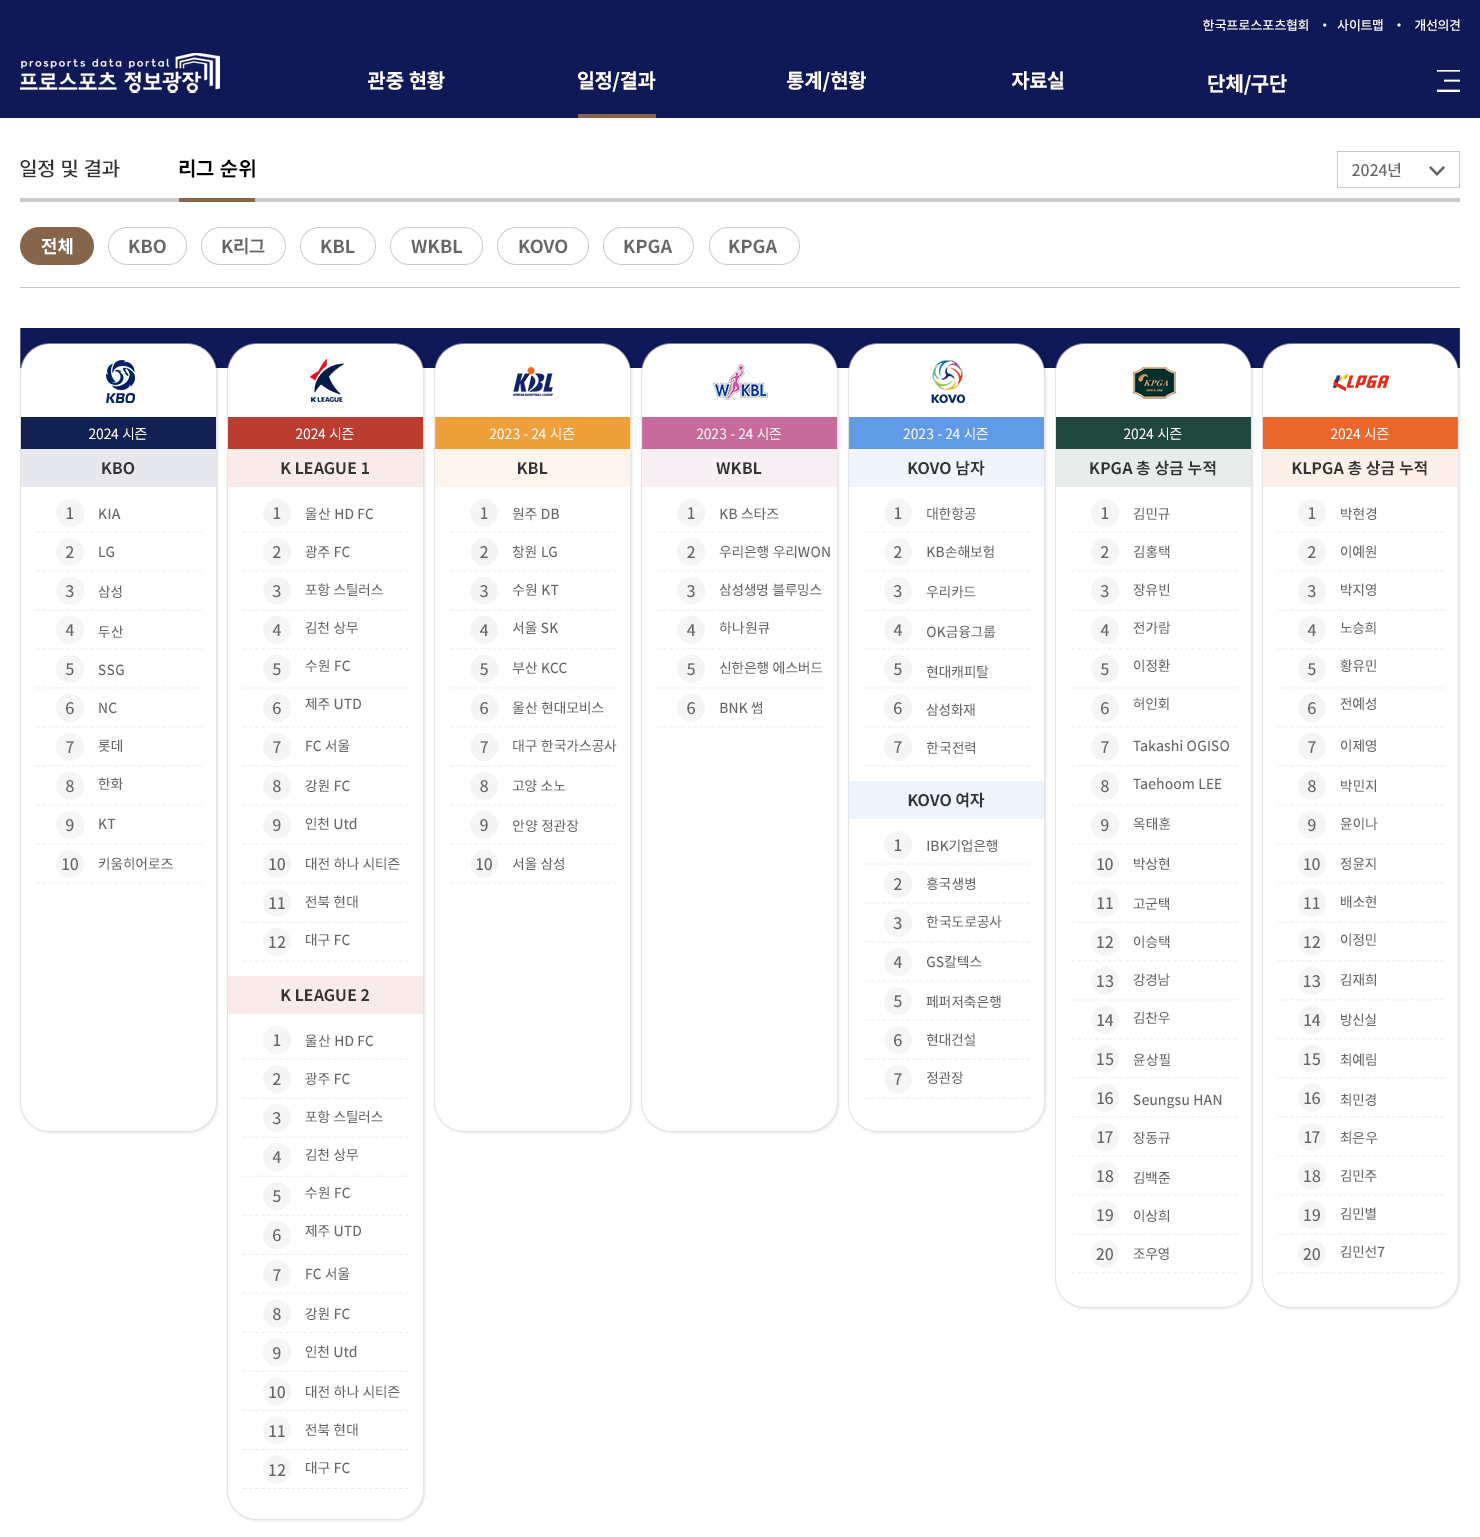 한국프로스포츠협회 • 사이트맵 • 개선의견
prosports data portal
프로스포츠 정보광장
관중 현황
일정/결과
통계/현황
자료실
단체/구단
일정 및 결과
리그 순위
2024년
전체
KBO
K리그
KBL
WKBL
KOVO
KPGA
KPGA
KBO
2024 시즌
KBO
1 KIA
2 LG
3 삼성
4 두산
5 SSG
6 NC
7 롯데
8 한화
9 KT
10 키움히어로즈
K LEAGUE
2024 시즌
K LEAGUE 1
1 울산 HD FC
2 광주 FC
3 포항 스틸러스
4 김천 상무
5 수원 FC
6 제주 UTD
7 FC 서울
8 강원 FC
9 인천 Utd
10 대전 하나 시티즌
11 전북 현대
12 대구 FC
K LEAGUE 2
1 울산 HD FC
2 광주 FC
3 포항 스틸러스
4 김천 상무
5 수원 FC
6 제주 UTD
7 FC 서울
8 강원 FC
9 인천 Utd
10 대전 하나 시티즌
11 전북 현대
12 대구 FC
KBL
KOREAN BASKETBALL LEAGUE
2023 - 24 시즌
KBL
1 원주 DB
2 창원 LG
3 수원 KT
4 서울 SK
5 부산 KCC
6 울산 현대모비스
7 대구 한국가스공사
8 고양 소노
9 안양 정관장
10 서울 삼성
WKBL
2023 - 24 시즌
WKBL
1 KB 스타즈
2 우리은행 우리WON
3 삼성생명 블루밍스
4 하나원큐
5 신한은행 에스버드
6 BNK 썸
KOVO
2023 - 24 시즌
KOVO 남자
1 대한항공
2 KB손해보험
3 우리카드
4 OK금융그룹
5 현대캐피탈
6 삼성화재
7 한국전력
KOVO 여자
1 IBK기업은행
2 흥국생병
3 한국도로공사
4 GS칼텍스
5 페퍼저축은행
6 현대건설
7 정관장
KPGA
SINCE 1968
2024 시즌
KPGA 총 상금 누적
1 김민규
2 김홍택
3 장유빈
4 전가람
5 이정환
6 허인회
7 Takashi OGISO
8 Taehoom LEE
9 옥태훈
10 박상현
11 고군택
12 이승택
13 강경남
14 김찬우
15 윤상필
16 Seungsu HAN
17 장동규
18 김백준
19 이상희
20 조우영
KLPGA
2024 시즌
KLPGA 총 상금 누적
1 박현경
2 이예원
3 박지영
4 노승희
5 황유민
6 전예성
7 이제영
8 박민지
9 윤이나
10 정윤지
11 배소현
12 이정민
13 김재희
14 방신실
15 최예림
16 최민경
17 최은우
18 김민주
19 김민별
20 김민선7